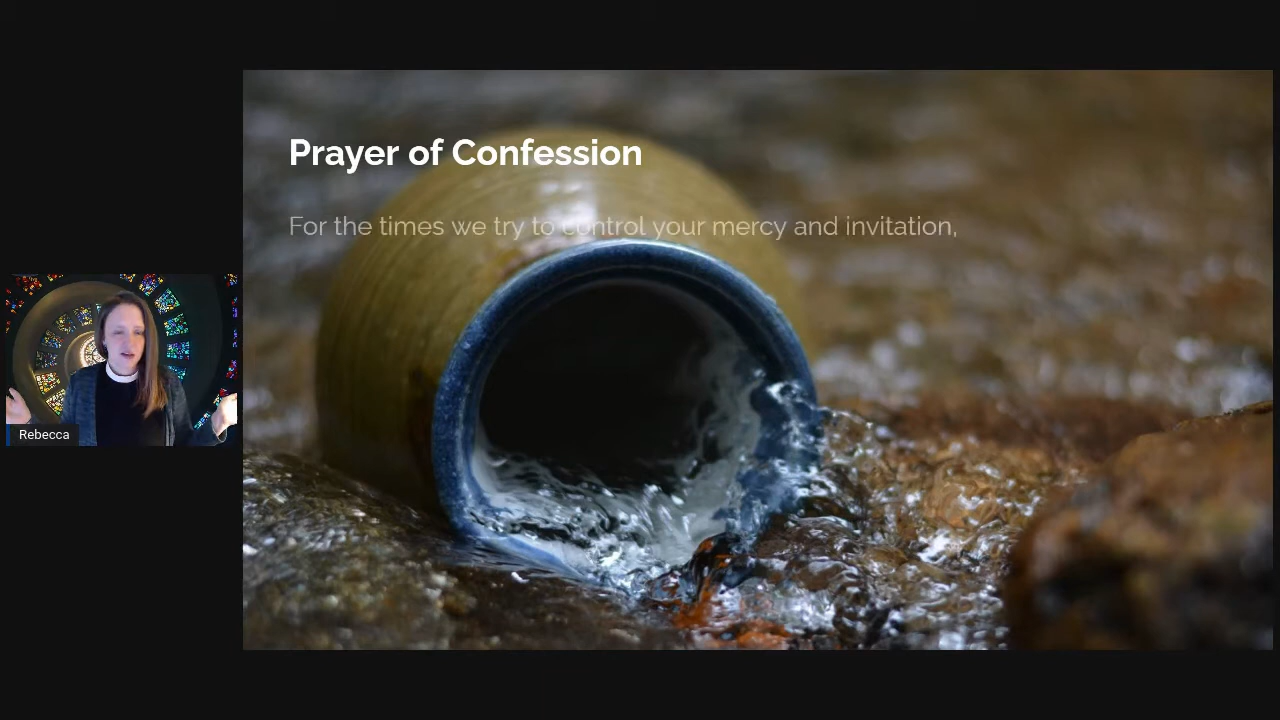 Prayer of Confession
For the times we try to control your mercy and invitation,
Rebecca